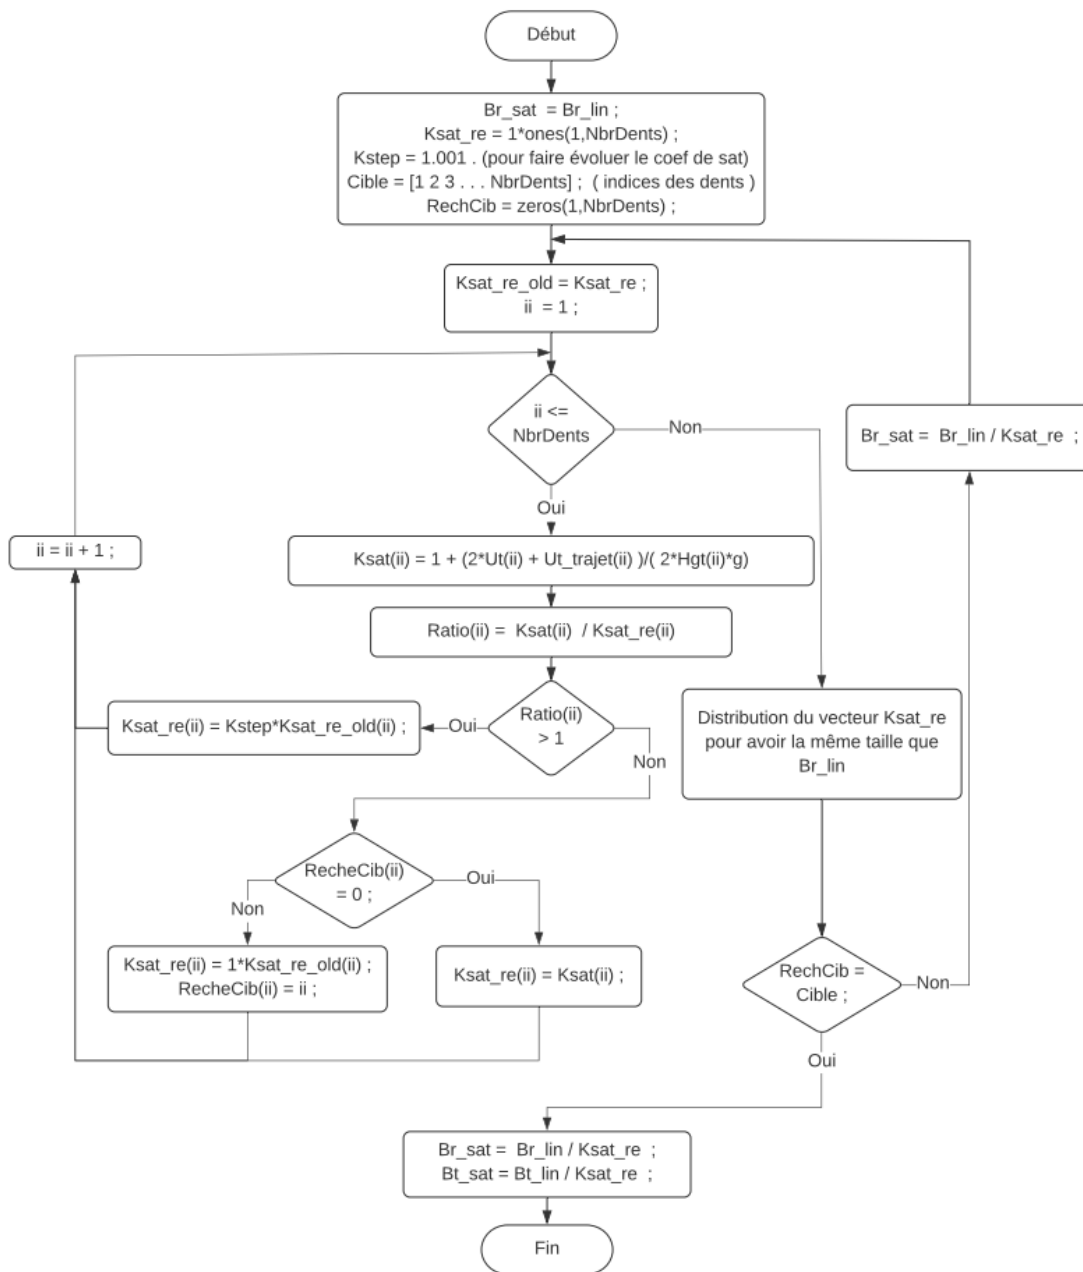 Début
Br_sat = Br_lin ;
Ksat_re = 1*ones(1,NbrDents) ;
Kstep = 1.001 . (pour faire évoluer le coef de sat)
Cible = [1 2 3 . . . NbrDents] ; ( indices des dents )
RechCib = zeros(1,NbrDents) ;
Ksat_re_old = Ksat_re ;
ii = 1 ;
ii <=
NbrDents
Non
Br_sat = Br_lin / Ksat_re ;
Oui
ii = ii + 1 ;
Ksat(ii) = 1 + (2*Ut(ii) + Ut_trajet(ii) )/( 2*Hgt(ii)*g)
Ratio(ii) = Ksat(ii) / Ksat_re(ii)
Ksat_re(ii) = Kstep*Ksat_re_old(ii) ;
Oui
Ratio(ii)
> 1
Non
Distribution du vecteur Ksat_re
pour avoir la même taille que
Br_lin
RecheCib(ii)
= 0 ;
Oui
Non
Ksat_re(ii) = 1*Ksat_re_old(ii) ;
RecheCib(ii) = ii ;
Ksat_re(ii) = Ksat(ii) ;
RechCib =
Cible ;
Non
Oui
Br_sat = Br_lin / Ksat_re ;
Bt_sat = Bt_lin / Ksat_re ;
Fin